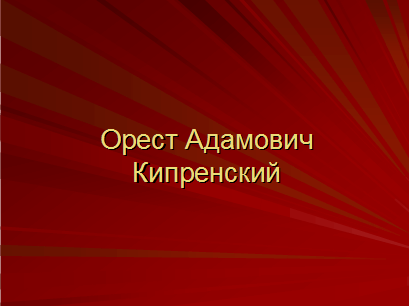 Орест Адамович
Кипренский